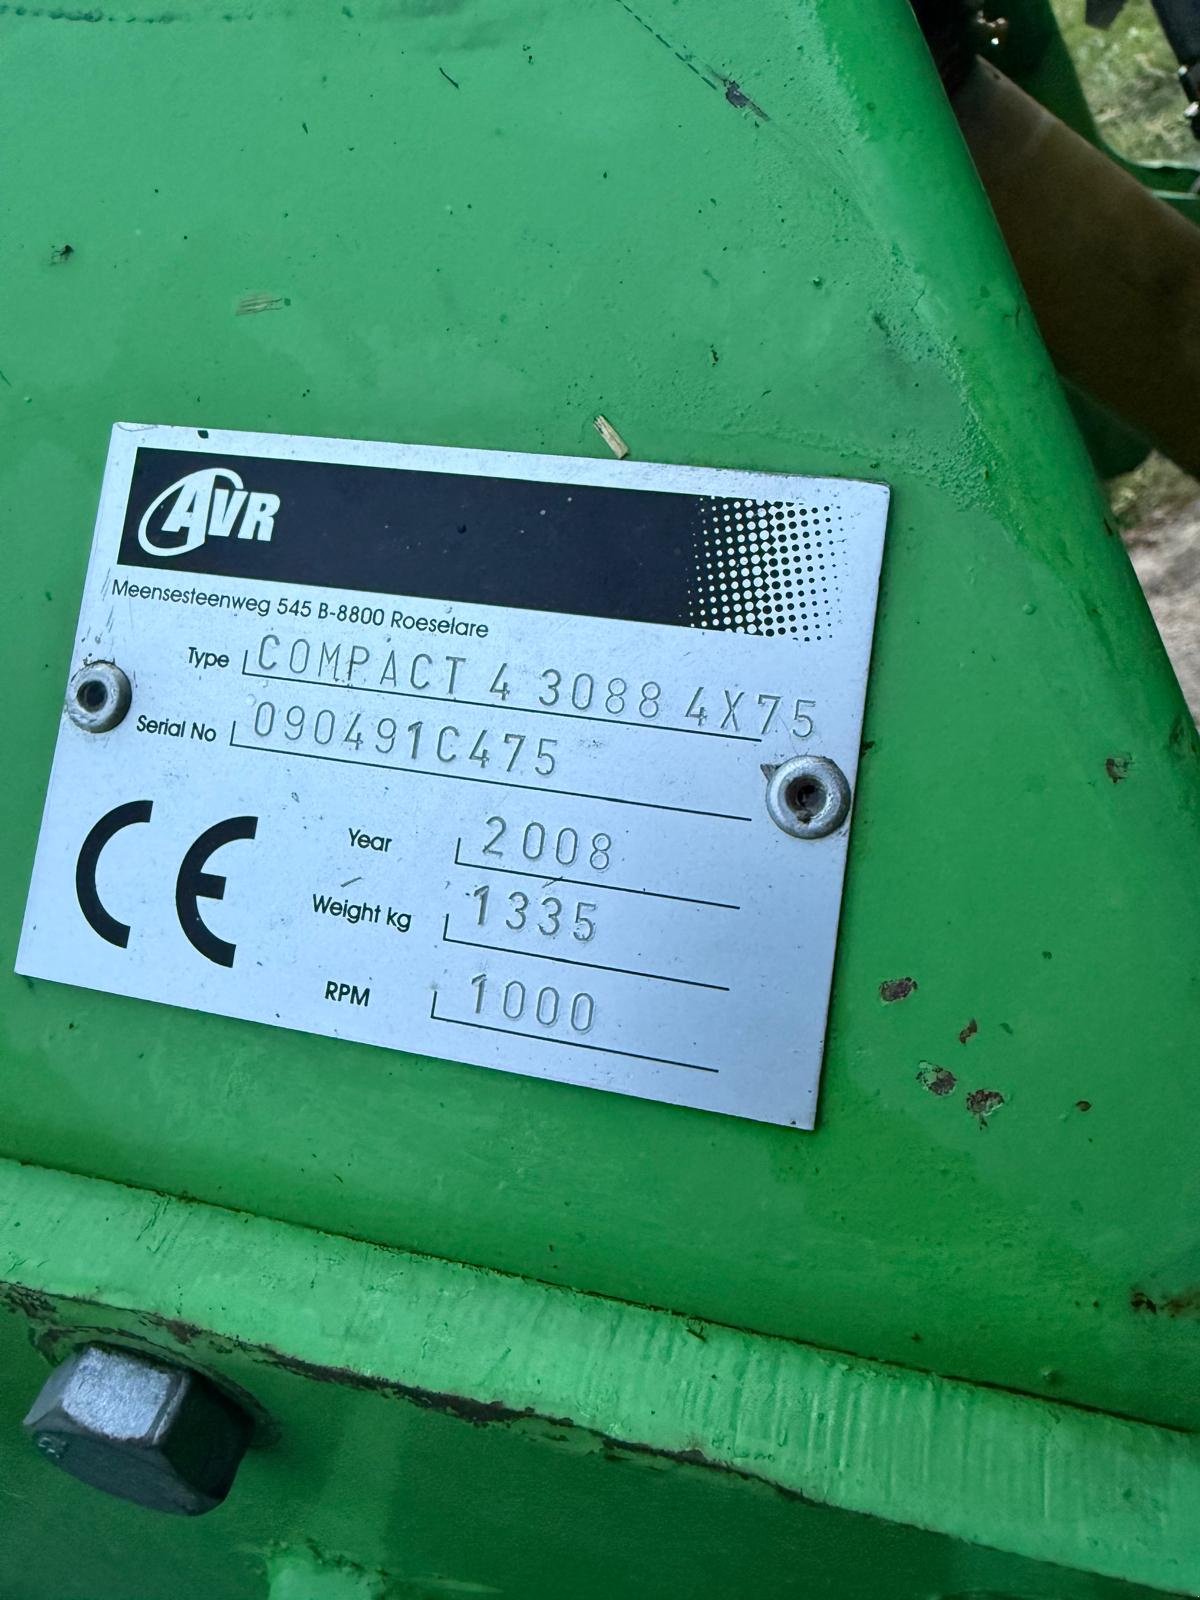 AVR
Meensesteenweg 545 B-8800 Roeselare
Type COMPACT 4 3088 4X75
Serial No 090491C475
CE
Year 2008
Weight kg 1335
RPM 1000